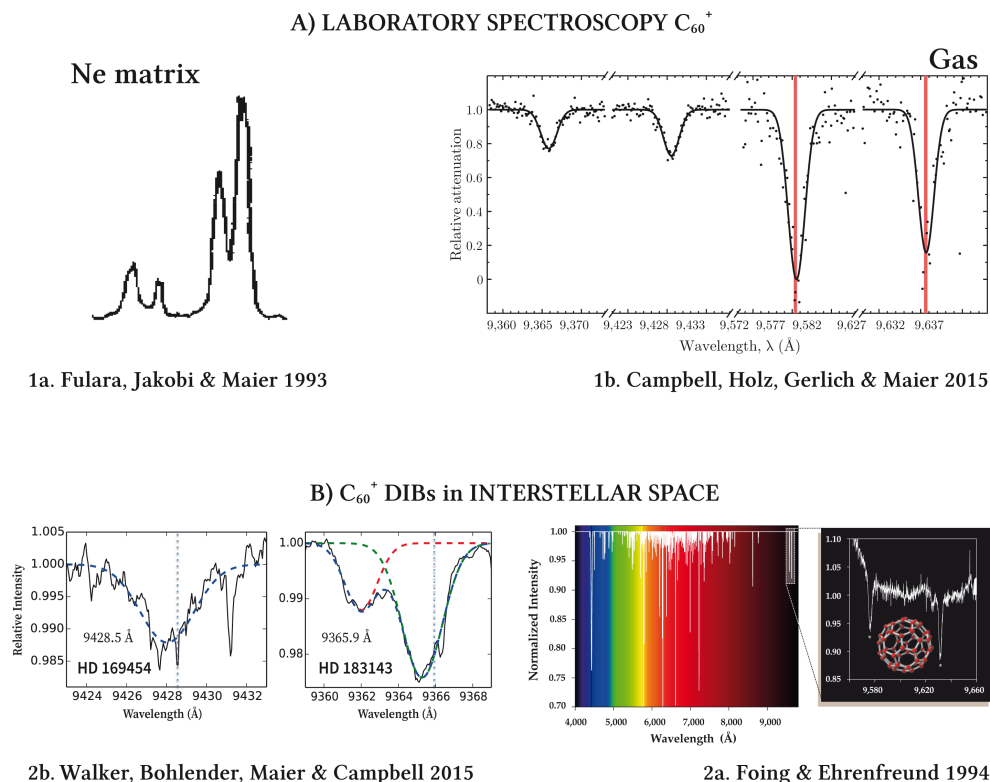 A) LABORATORY SPECTROSCOPY C₆₀⁺
Ne matrix
Gas
Relative attenuation
1.0
0.8
0.6
0.4
0.2
0
9,360 9,365 9,370 9,423 9,428 9,433 9,572 9,577 9,582 9,627 9,632 9,637
Wavelength, λ (Å)
1a. Fulara, Jakobi & Maier 1993
1b. Campbell, Holz, Gerlich & Maier 2015
B) C₆₀⁺ DIBs in INTERSTELLAR SPACE
Relative Intensity
1.005
1.000
0.995
0.990
0.985
9428.5 Å
HD 169454
9424 9426 9428 9430 9432
Wavelength (Å)
1.00
0.99
0.98
9365.9 Å
HD 183143
9360 9362 9364 9366 9368
Wavelength (Å)
Normalized Intensity
1.00
0.95
0.90
0.85
0.80
0.75
0.70
4,000 5,000 6,000 7,000 8,000 9,000
Wavelength (Å)
1.10
1.05
1.00
0.95
0.90
0.85
9,580 9,620 9,660
2b. Walker, Bohlender, Maier & Campbell 2015
2a. Foing & Ehrenfreund 1994